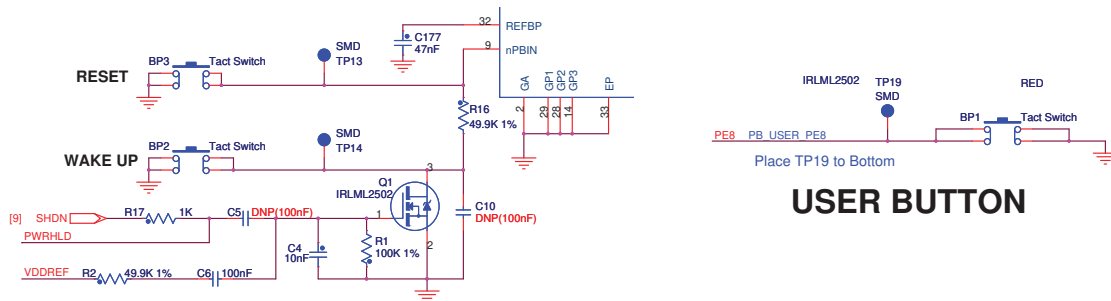 32
REFBP
C177
47nF
9
nPBIN
SMD
TP13
BP3
Tact Switch
RESET
GA
GP1
GP2
GP3
EP
2
29
28
14
33
R16
49.9K 1%
SMD
TP14
BP2
Tact Switch
WAKE UP
Q1
IRLML2502
3
1
2
C10
DNP(100nF)
[9]
SHDN
R17
1K
C5
DNP(100nF)
PWRHLD
C4
10nF
R1
100K 1%
VDDREF
R2
49.9K 1%
C6
100nF
IRLML2502
TP19
SMD
RED
BP1
Tact Switch
PE8
PB_USER_PE8
Place TP19 to Bottom
USER BUTTON